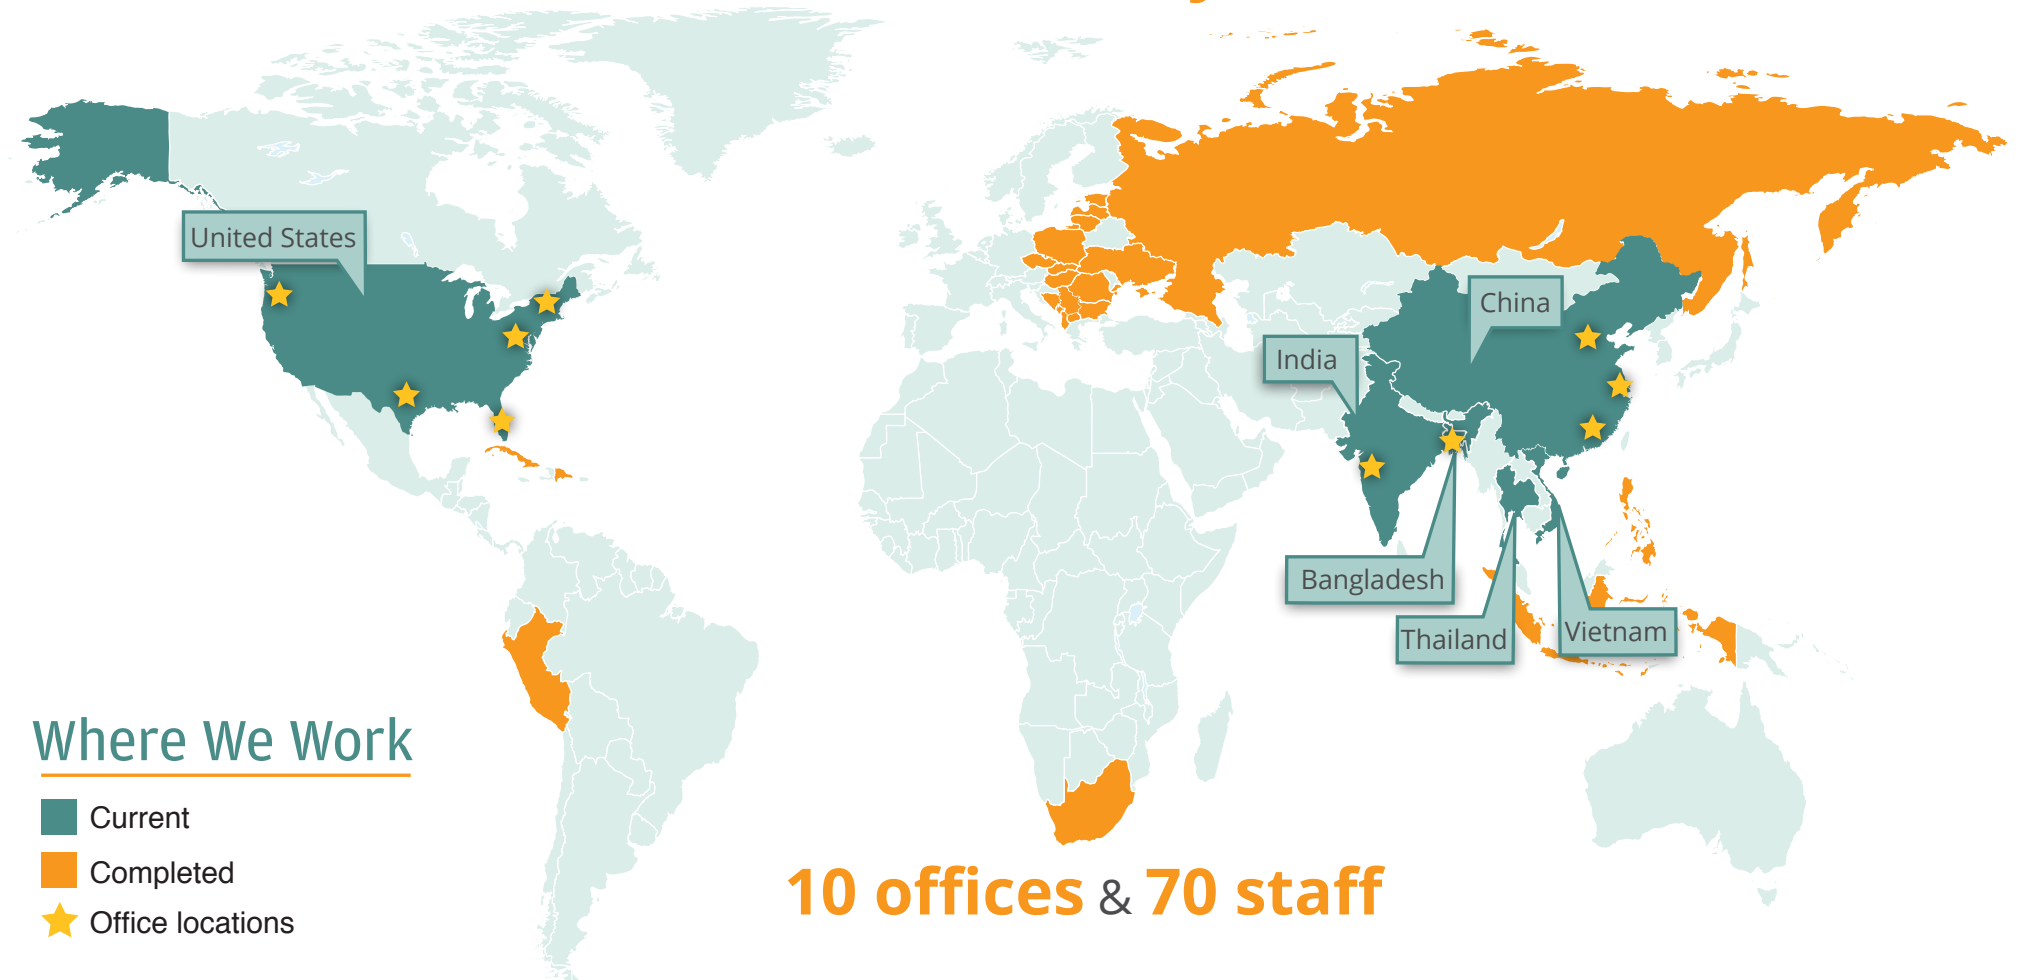 United States
China
India
Bangladesh
Thailand
Vietnam
Where We Work
Current
Completed
Office locations
10 offices & 70 staff